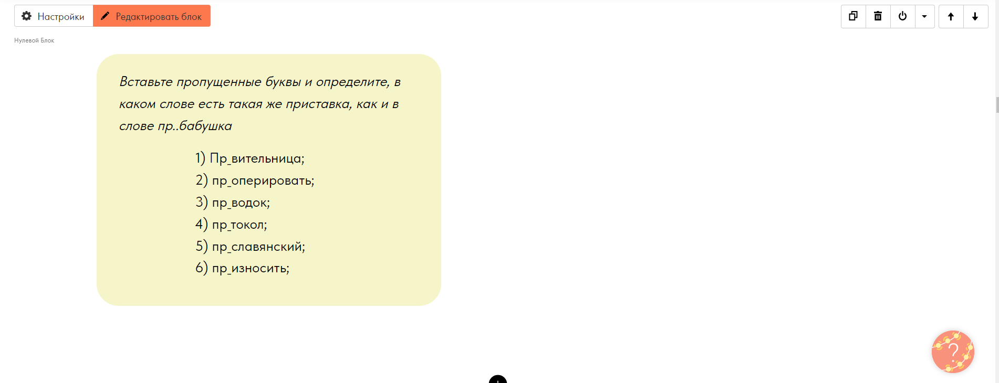 Настройки
Редактировать блок
Нулевой Блок
Вставьте пропущенные буквы и определите, в
каком слове есть такая же приставка, как и в
слове пр..бабушка
1) Пр_вительница;
2) пр_оперировать;
3) пр_водок;
4) пр_токол;
5) пр_славянский;
6) пр_износить;
?